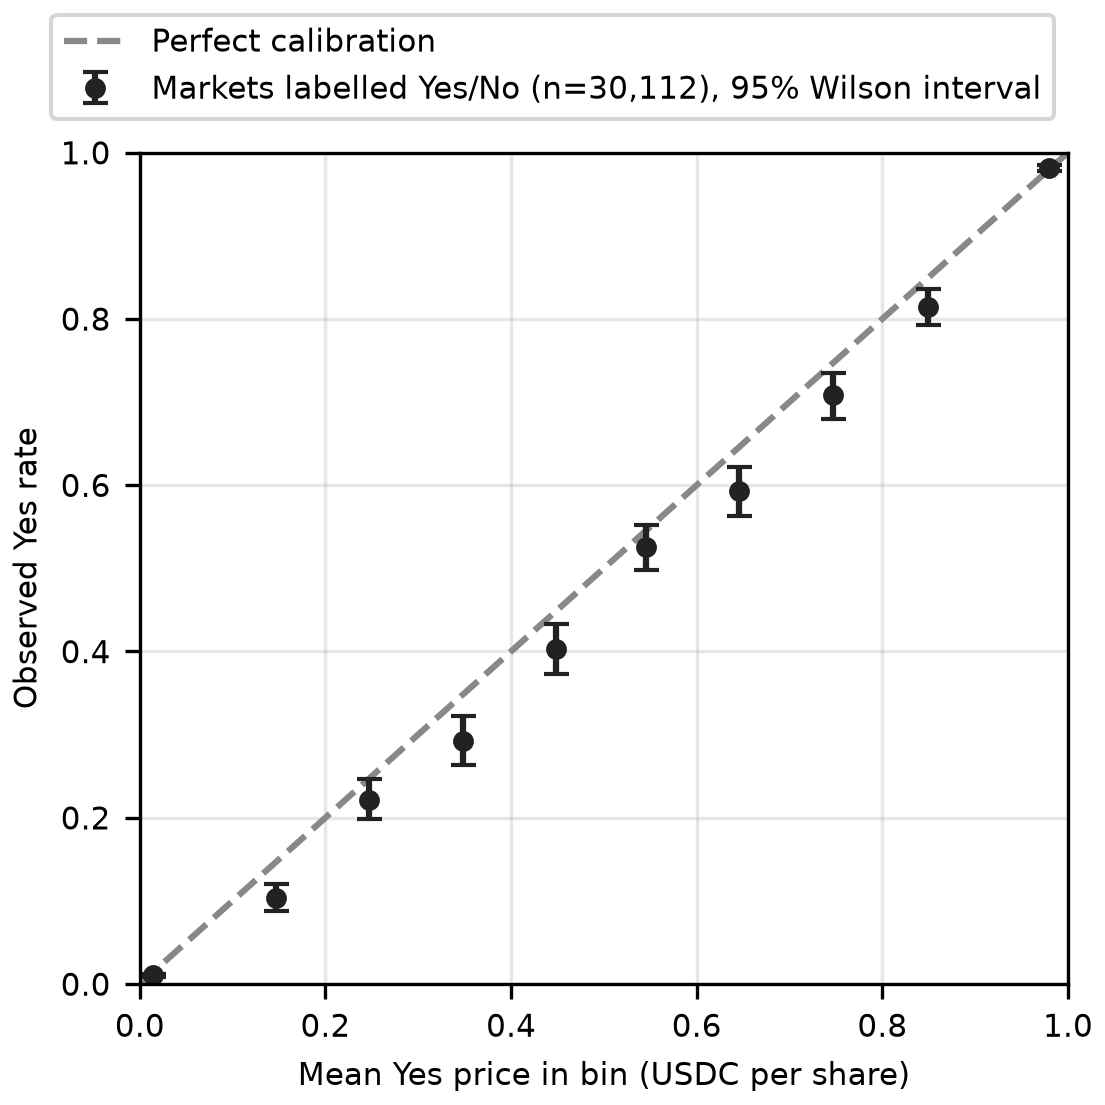 Perfect calibration
Markets labelled Yes/No (n=30,112), 95% Wilson interval
1.0
0.8
0.6
0.4
0.2
0.0
Observed Yes rate
0.0 0.2 0.4 0.6 0.8 1.0
Mean Yes price in bin (USDC per share)